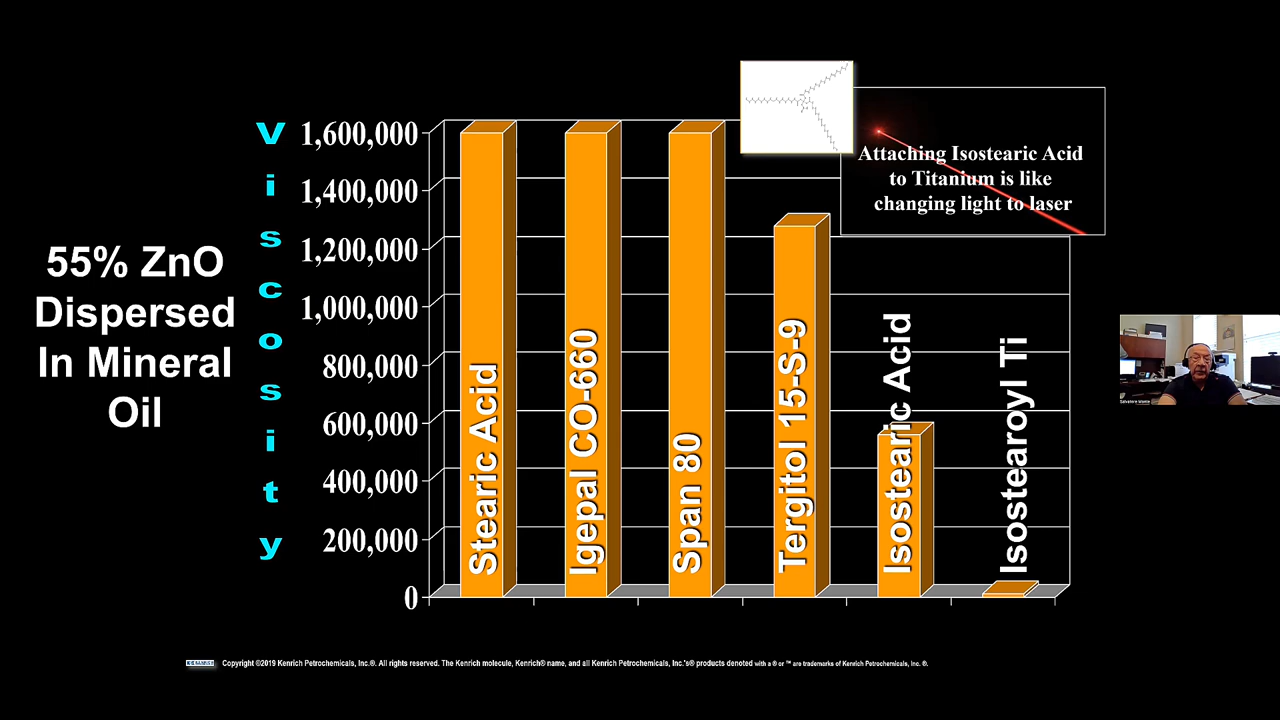 55% ZnO
Dispersed
In Mineral
Oil
Viscosity
1,600,000
1,400,000
1,200,000
1,000,000
800,000
600,000
400,000
200,000
0
Stearic Acid
Igepal CO-660
Span 80
Tergitol 15-S-9
Isostearic Acid
Isostearoyl Ti
Attaching Isostearic Acid
to Titanium is like
changing light to laser
Salvatore Monte
Copyright ©2019 Kenrich Petrochemicals, Inc.®. All rights reserved. The Kenrich molecule, Kenrich® name, and all Kenrich Petrochemicals, Inc.'s® products denoted with a ® or ™ are trademarks of Kenrich Petrochemicals, Inc. ®.